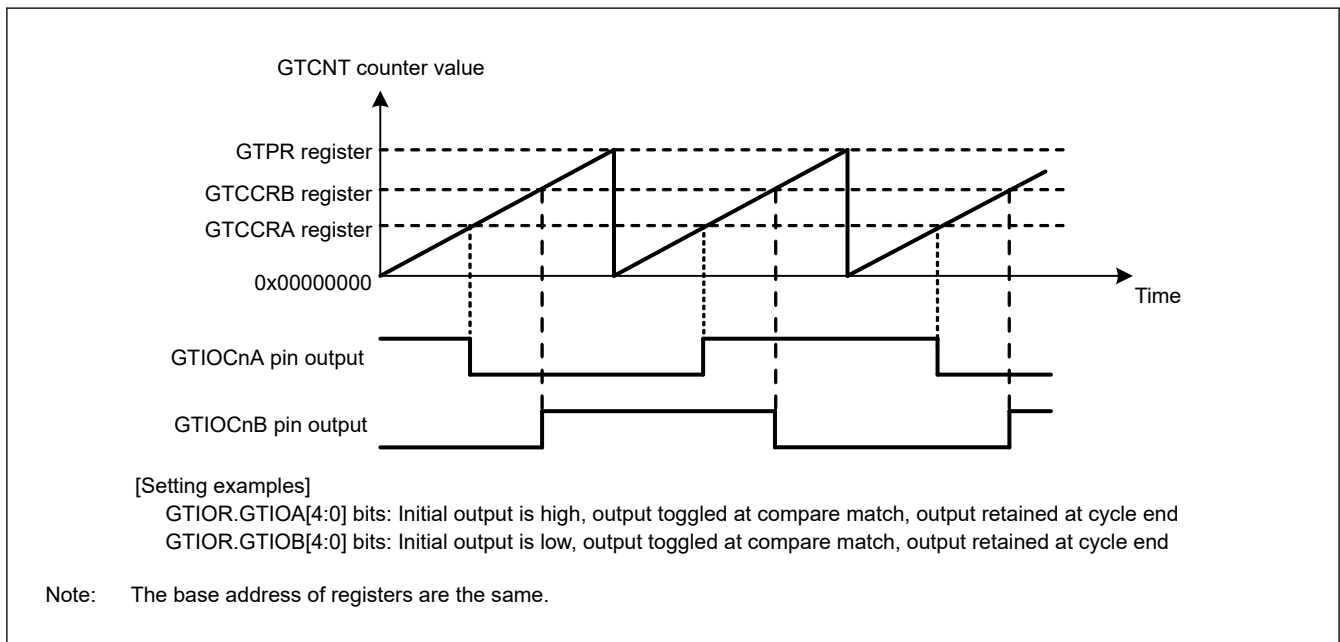 GTCNT counter value
GTPR register
GTCCRB register
GTCCRA register
0x00000000
Time
GTIOCnA pin output
GTIOCnB pin output
[Setting examples]
GTIOR.GTIOA[4:0] bits: Initial output is high, output toggled at compare match, output retained at cycle end
GTIOR.GTIOB[4:0] bits: Initial output is low, output toggled at compare match, output retained at cycle end
Note: The base address of registers are the same.